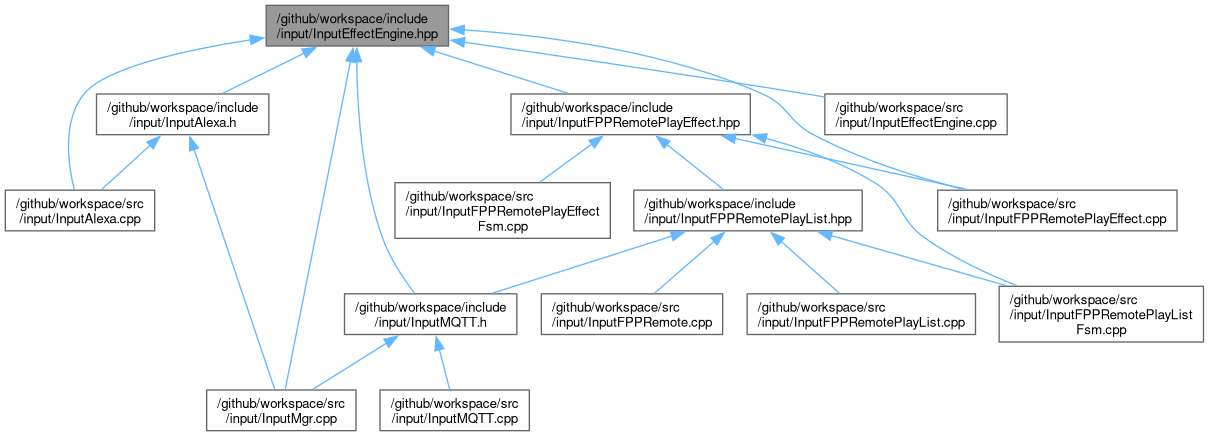 /github/workspace/include
/input/InputEffectEngine.hpp
/github/workspace/include
/input/InputAlexa.h
/github/workspace/include
/input/InputFPPRemotePlayEffect.hpp
/github/workspace/src
/input/InputEffectEngine.cpp
/github/workspace/src
/input/InputAlexa.cpp
/github/workspace/src
/input/InputFPPRemotePlayEffect
Fsm.cpp
/github/workspace/include
/input/InputFPPRemotePlayList.hpp
/github/workspace/src
/input/InputFPPRemotePlayEffect.cpp
/github/workspace/include
/input/InputMQTT.h
/github/workspace/src
/input/InputFPPRemote.cpp
/github/workspace/src
/input/InputFPPRemotePlayList.cpp
/github/workspace/src
/input/InputFPPRemotePlayList
Fsm.cpp
/github/workspace/src
/input/InputMgr.cpp
/github/workspace/src
/input/InputMQTT.cpp